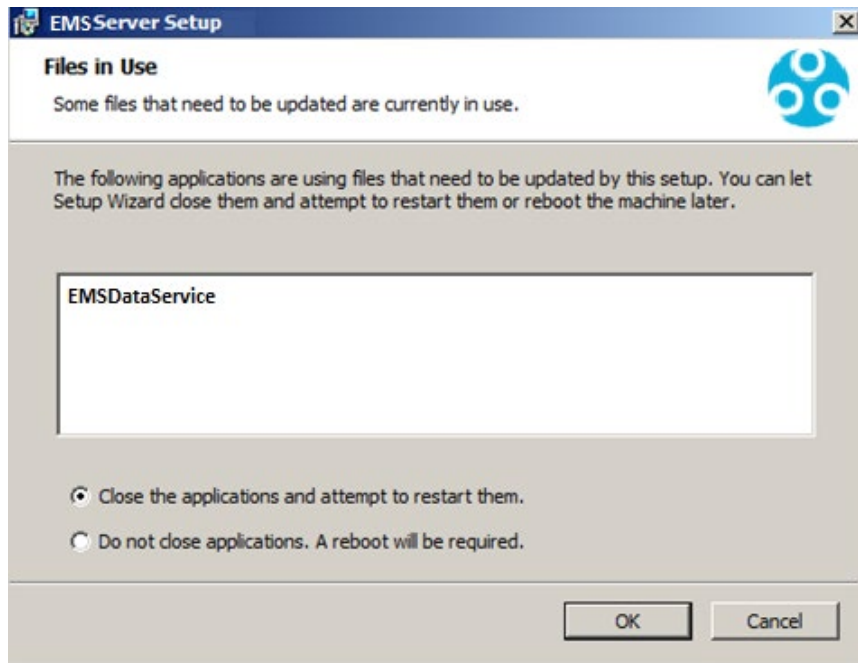 EMSServer Setup
Files in Use
Some files that need to be updated are currently in use.
The following applications are using files that need to be updated by this setup. You can let
Setup Wizard close them and attempt to restart them or reboot the machine later.
EMSDataService
Close the applications and attempt to restart them.
Do not close applications. A reboot will be required.
OK
Cancel